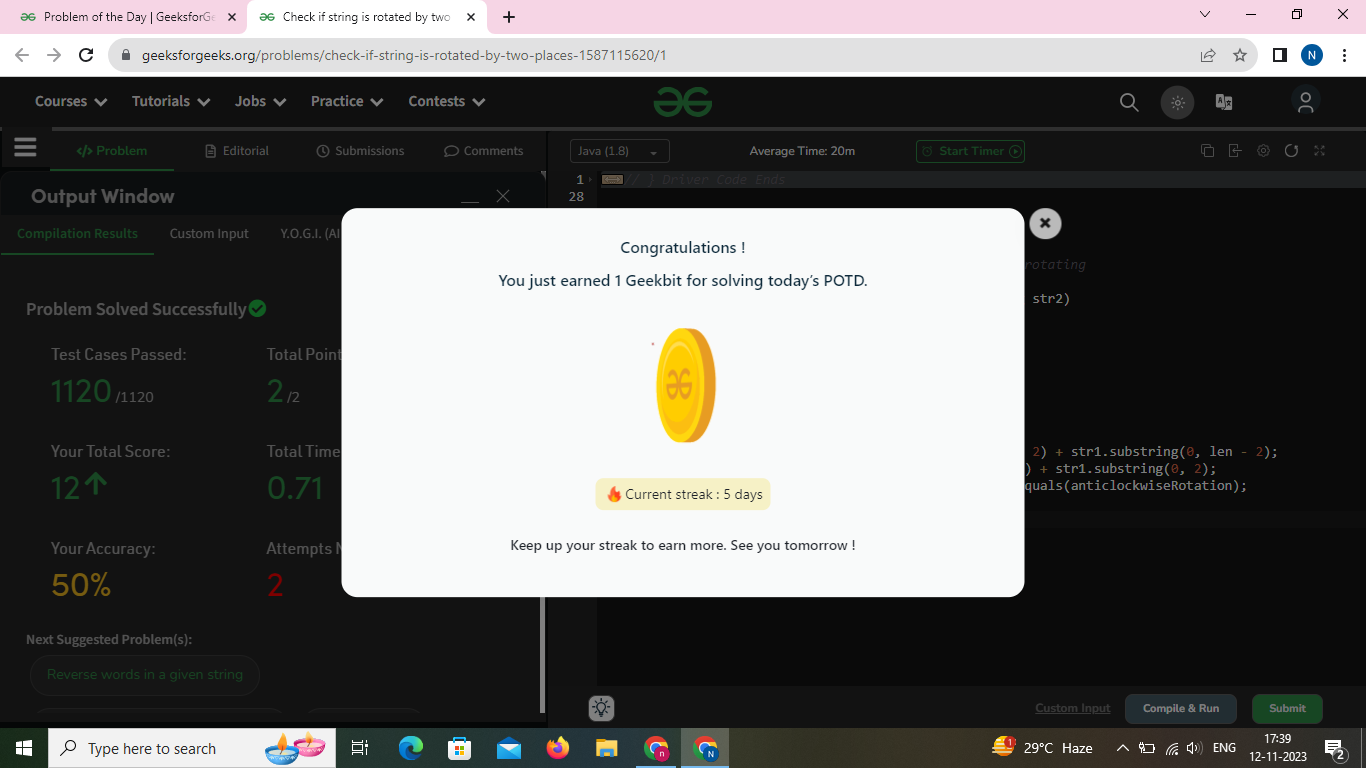 Problem of the Day | GeeksforGe
Check if string is rotated by two
geeksforgeeks.org/problems/check-if-string-is-rotated-by-two-places-1587115620/1
N
Courses Tutorials Jobs Practice Contests
</> Problem Editorial Submissions Comments
Java (1.8) Average Time: 20m Start Timer
Output Window
Compilation Results Custom Input Y.O.G.I. (AI
1 // } Driver Code Ends
28
rotating
str2)
2) + str1.substring(0, len - 2);
) + str1.substring(0, 2);
quals(anticlockwiseRotation);
Congratulations !
You just earned 1 Geekbit for solving today’s POTD.
Current streak : 5 days
Keep up your streak to earn more. See you tomorrow !
Problem Solved Successfully
Test Cases Passed: Total Point
1120 /1120 2 /2
Your Total Score: Total Time
12 0.71
Your Accuracy: Attempts N
50% 2
Next Suggested Problem(s):
Reverse words in a given string
Custom Input Compile & Run Submit
Type here to search
n N 1 29°C Haze ENG 17:39
12-11-2023 2